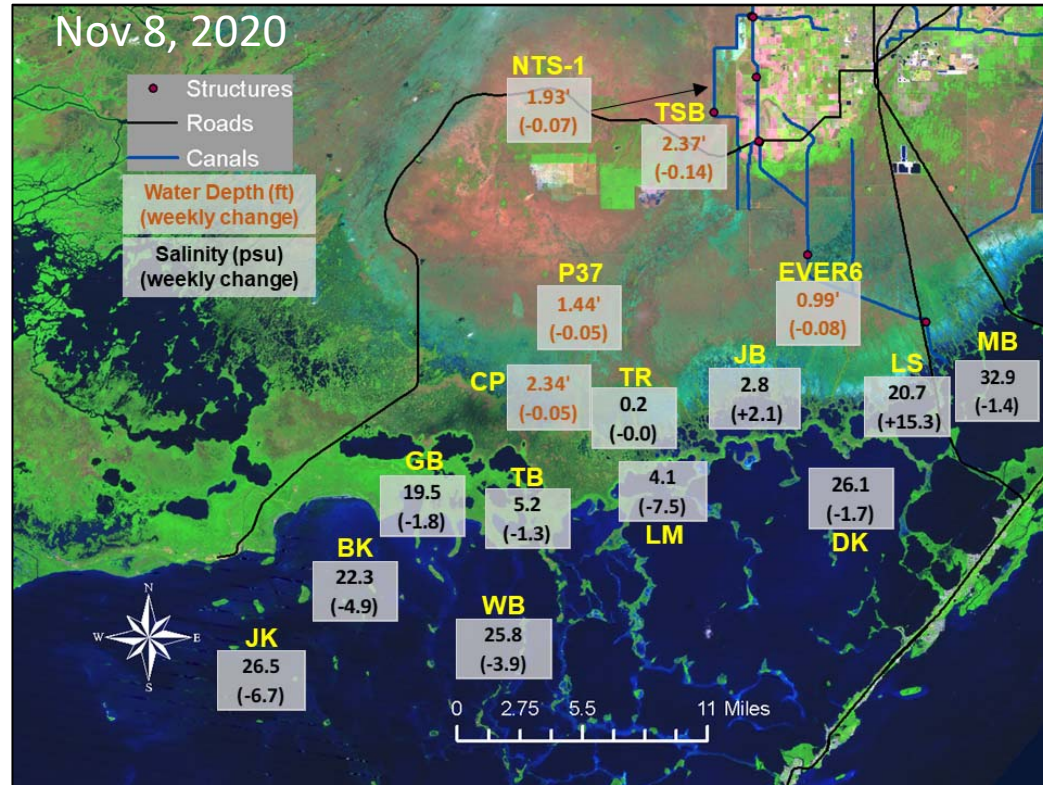 Nov 8, 2020
Structures
Roads
Canals
Water Depth (ft)
(weekly change)
Salinity (psu)
(weekly change)
NTS-1
1.93'
(-0.07)
TSB
2.37'
(-0.14)
P37
1.44'
(-0.05)
EVER6
0.99'
(-0.08)
CP
2.34'
(-0.05)
TR
0.2
(-0.0)
JB
2.8
(+2.1)
LS
20.7
(+15.3)
MB
32.9
(-1.4)
GB
19.5
(-1.8)
TB
5.2
(-1.3)
4.1
(-7.5)
LM
26.1
(-1.7)
DK
BK
22.3
(-4.9)
WB
25.8
(-3.9)
JK
26.5
(-6.7)
N
W
E
S
0 2.75 5.5 11 Miles